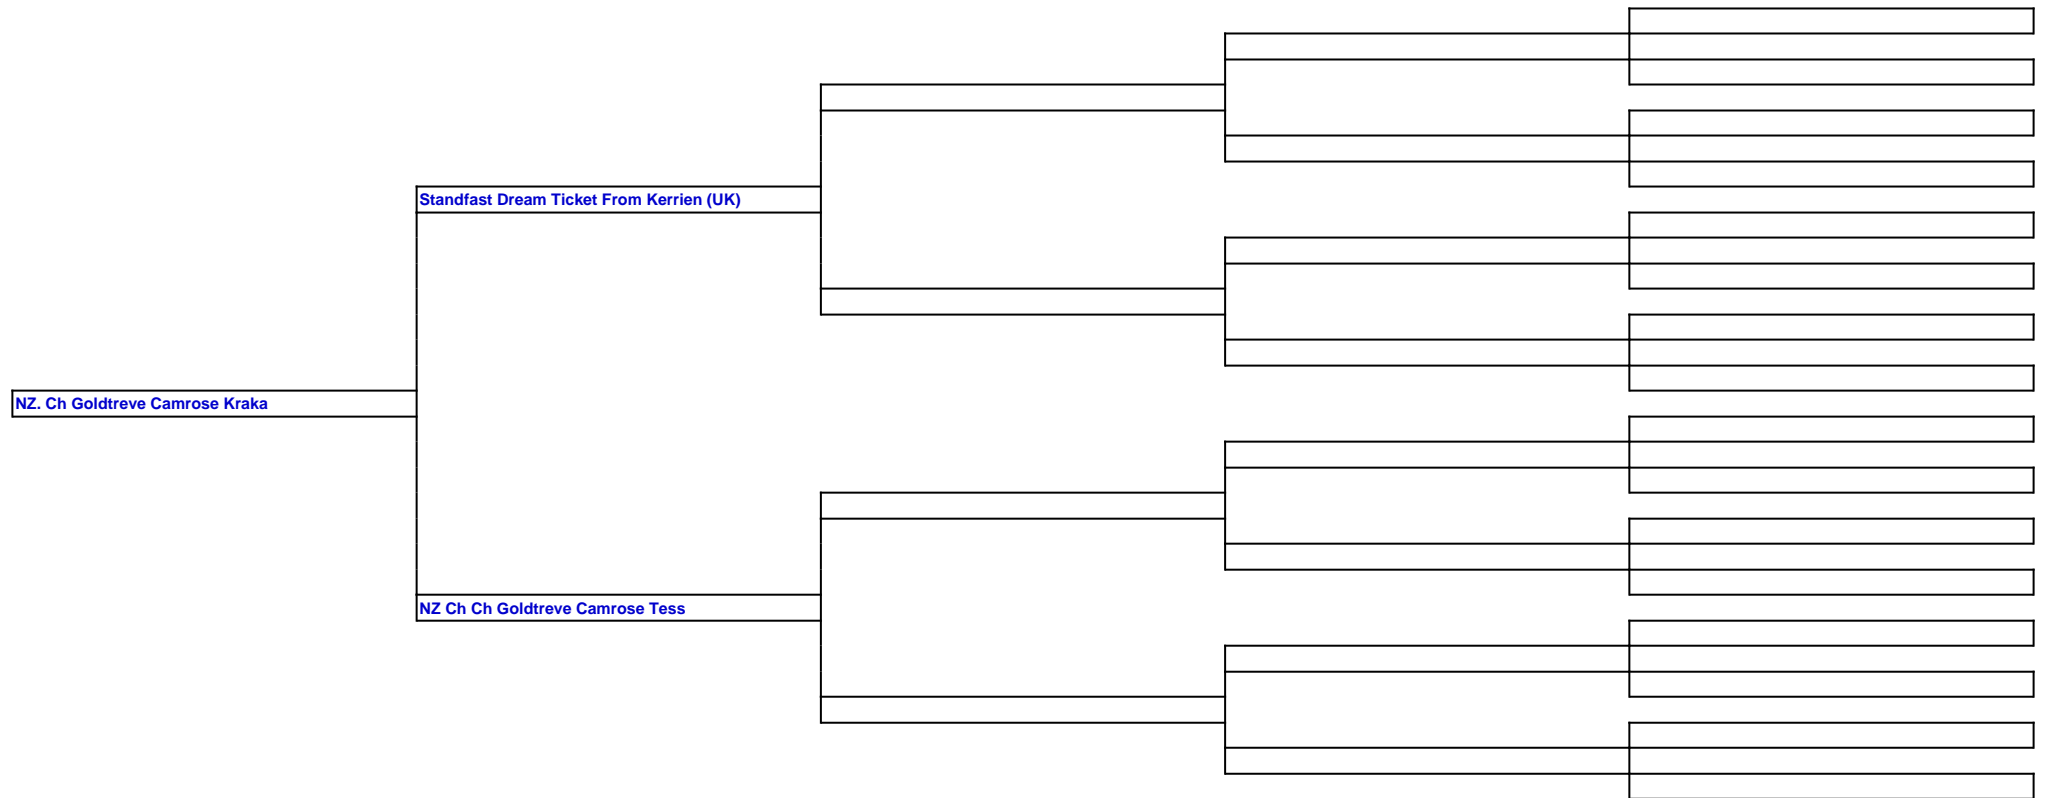 Standfast Dream Ticket From Kerrien (UK)
NZ. Ch Goldtreve Camrose Kraka
NZ Ch Ch Goldtreve Camrose Tess